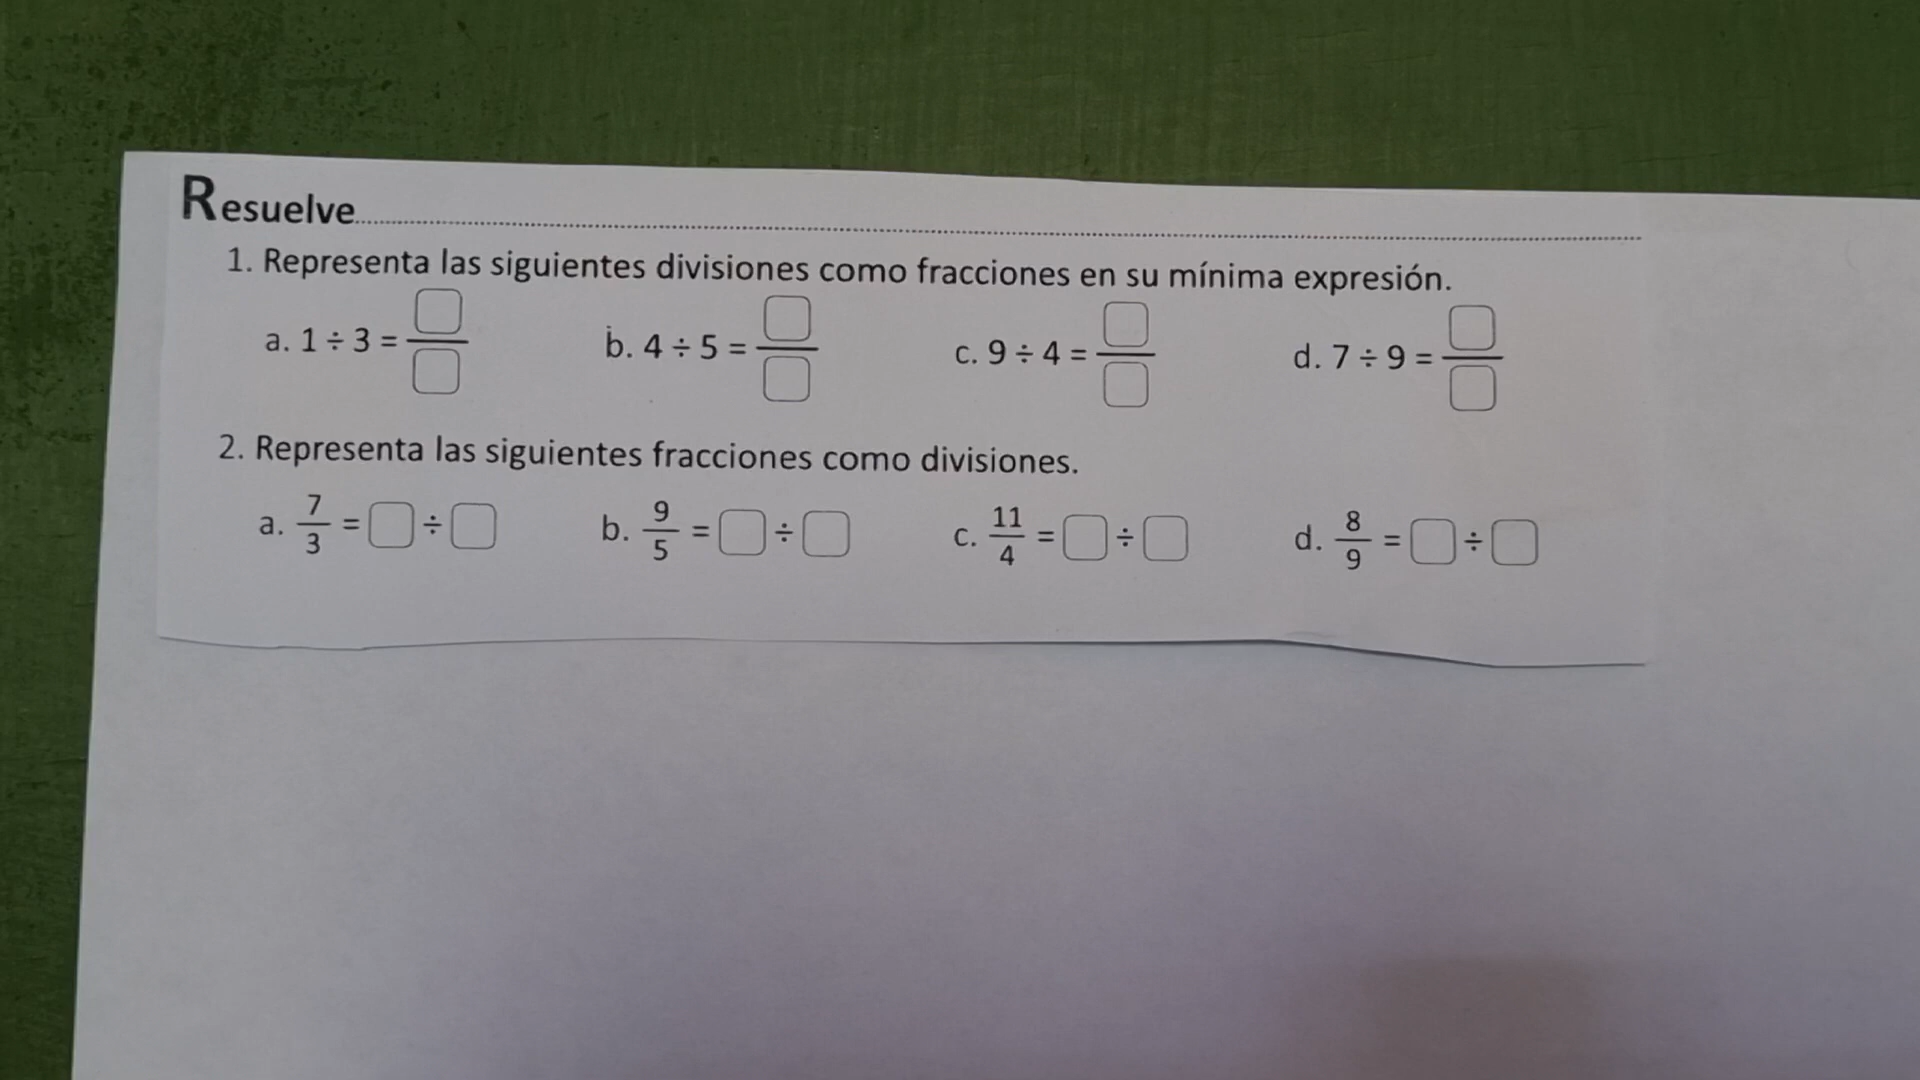 Resuelve
1. Representa las siguientes divisiones como fracciones en su mínima expresión.
a. 1 ÷ 3 = □/□ b. 4 ÷ 5 = □/□ c. 9 ÷ 4 = □/□ d. 7 ÷ 9 = □/□
2. Representa las siguientes fracciones como divisiones.
a. 7/3 = □ ÷ □ b. 9/5 = □ ÷ □ c. 11/4 = □ ÷ □ d. 8/9 = □ ÷ □